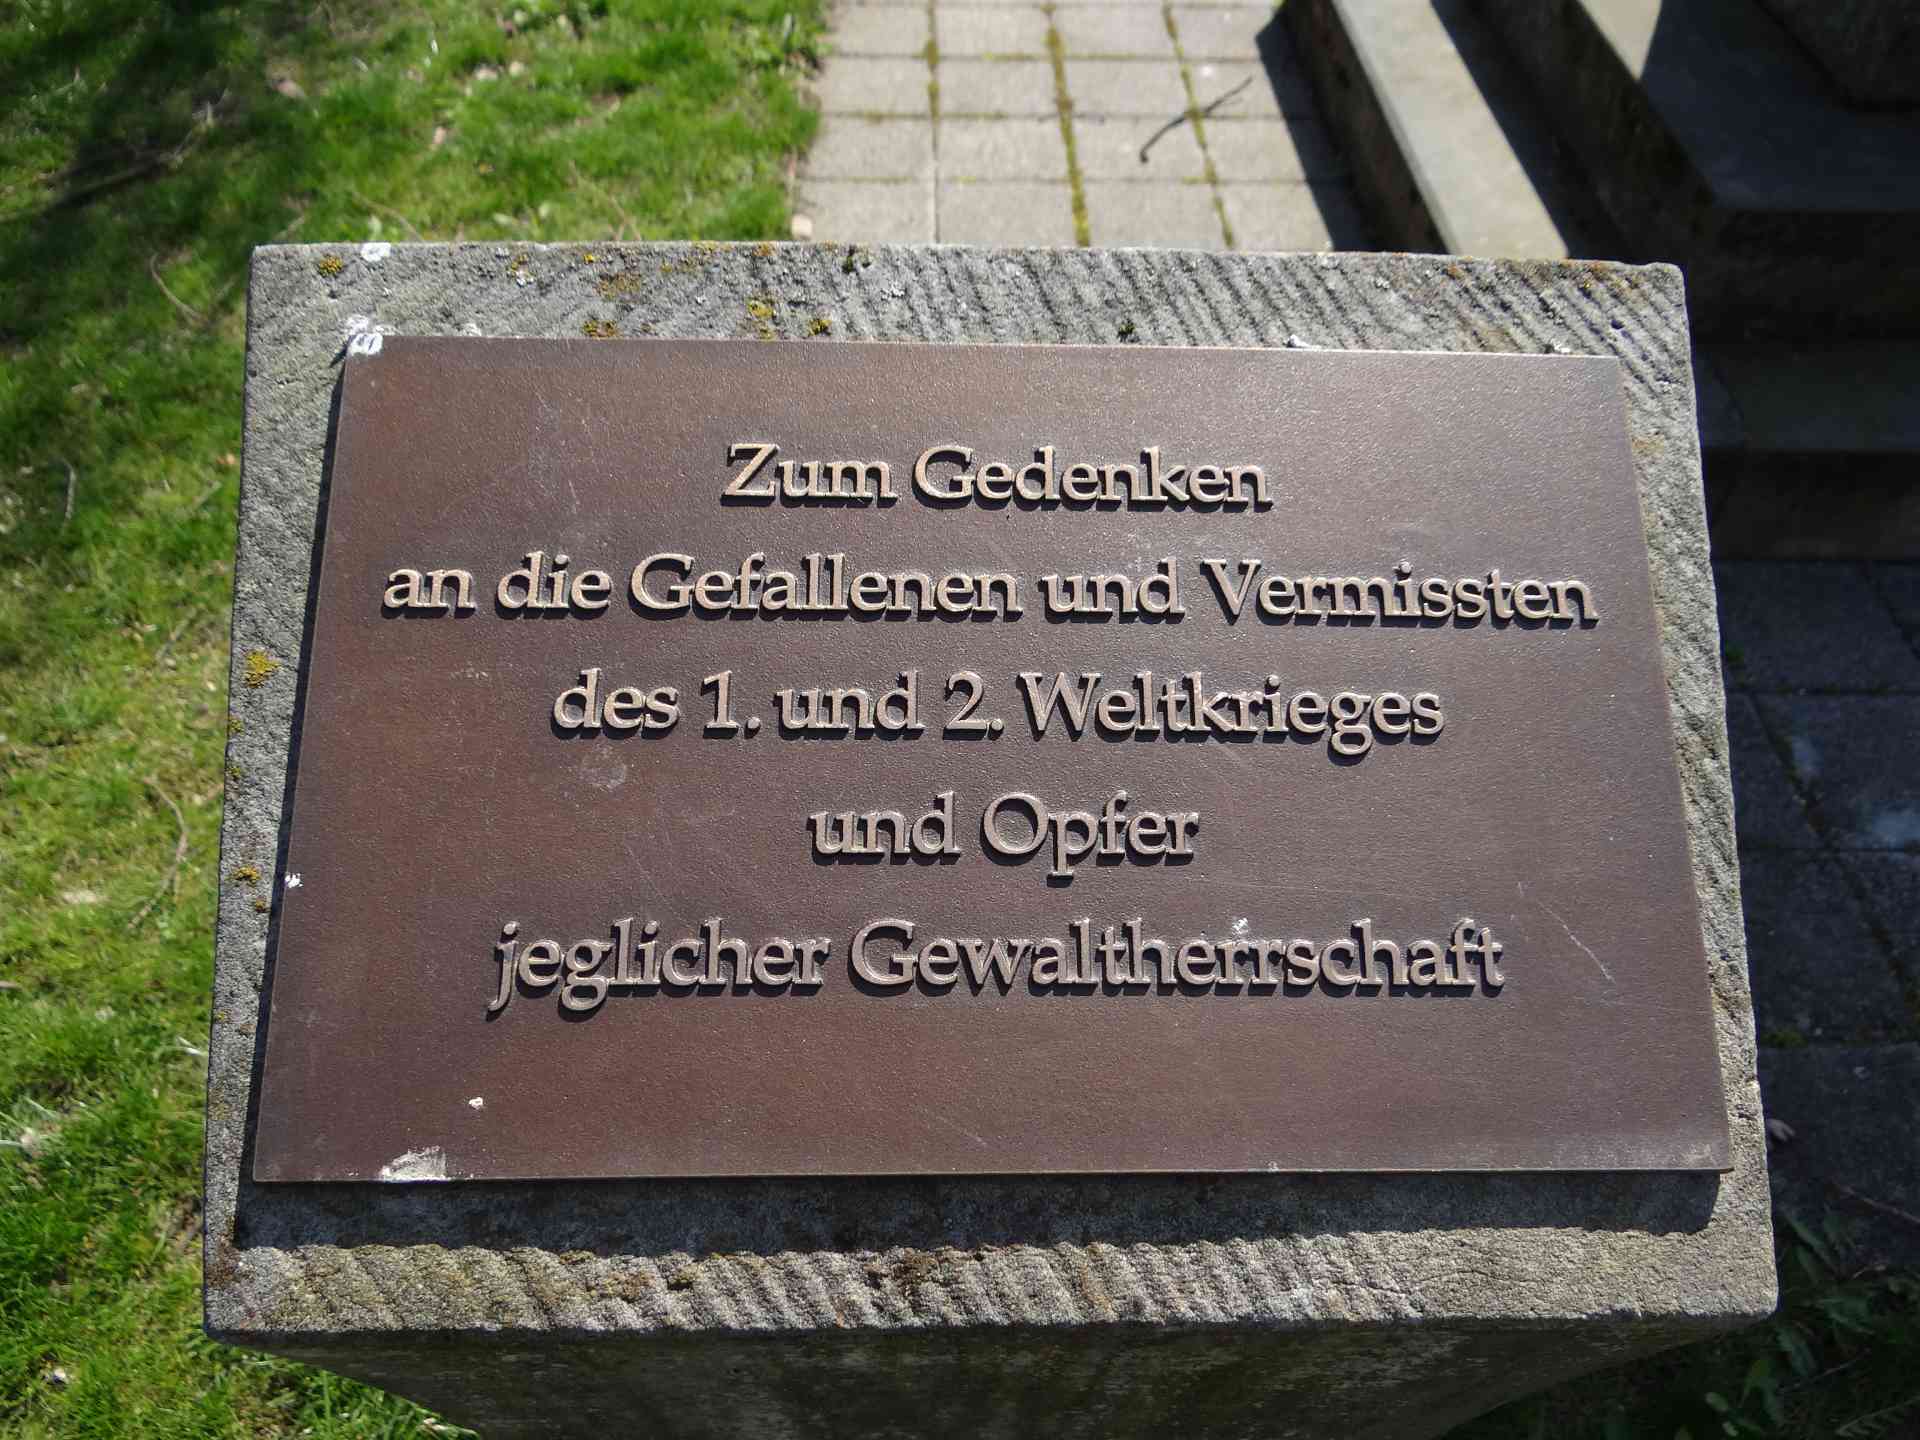 Zum Gedenken
an die Gefallenen und Vermissten
des 1. und 2. Weltkrieges
und Opfer
jeglicher Gewaltherrschaft